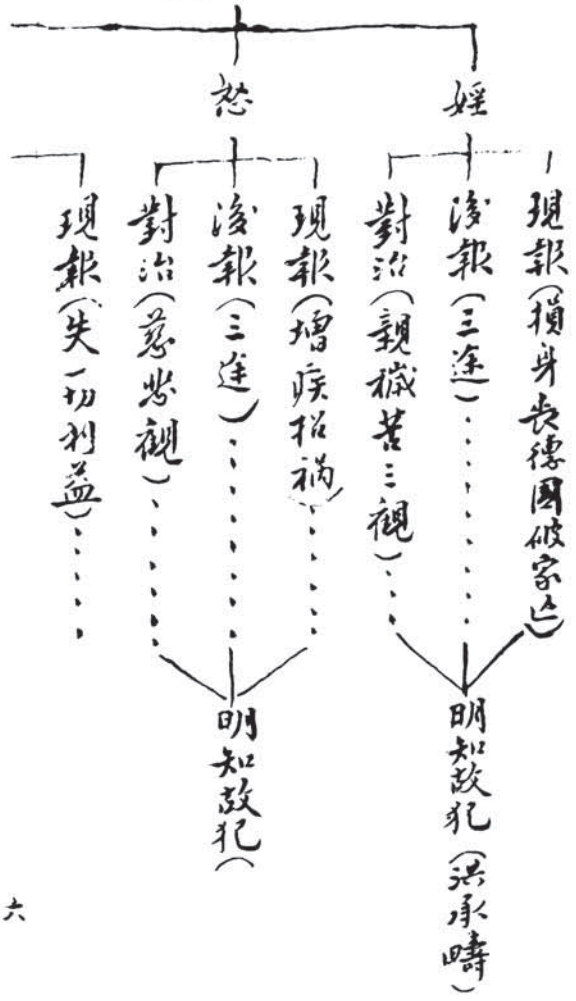 婬
現報(損身喪德國破家亡)
後報(三途)
對治(親穢苦三觀)
明知故犯(洪承疇)
怒
現報(增疾招禍)
後報(三途)
對治(慈悲觀)
明知故犯(
現報(失一切利益)
六